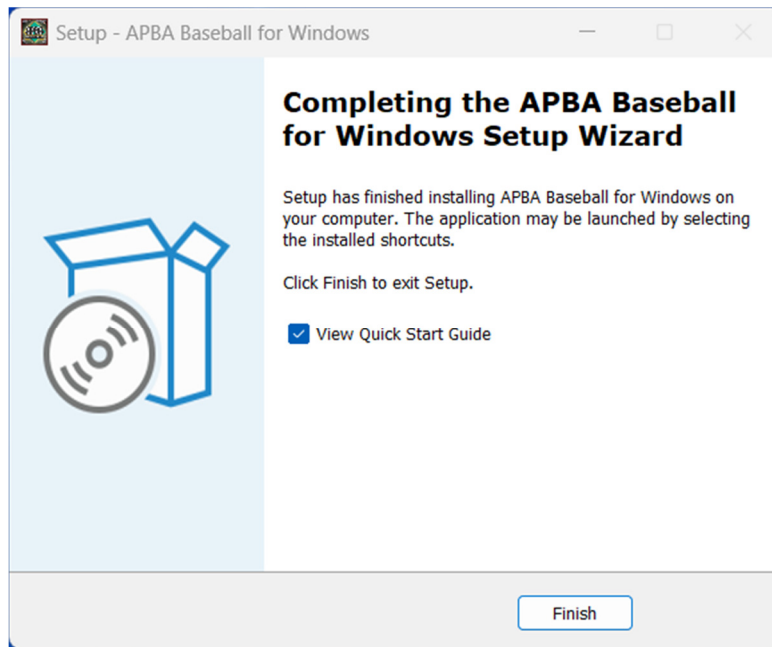 Setup - APBA Baseball for Windows
Completing the APBA Baseball
for Windows Setup Wizard
Setup has finished installing APBA Baseball for Windows on
your computer. The application may be launched by selecting
the installed shortcuts.
Click Finish to exit Setup.
View Quick Start Guide
Finish